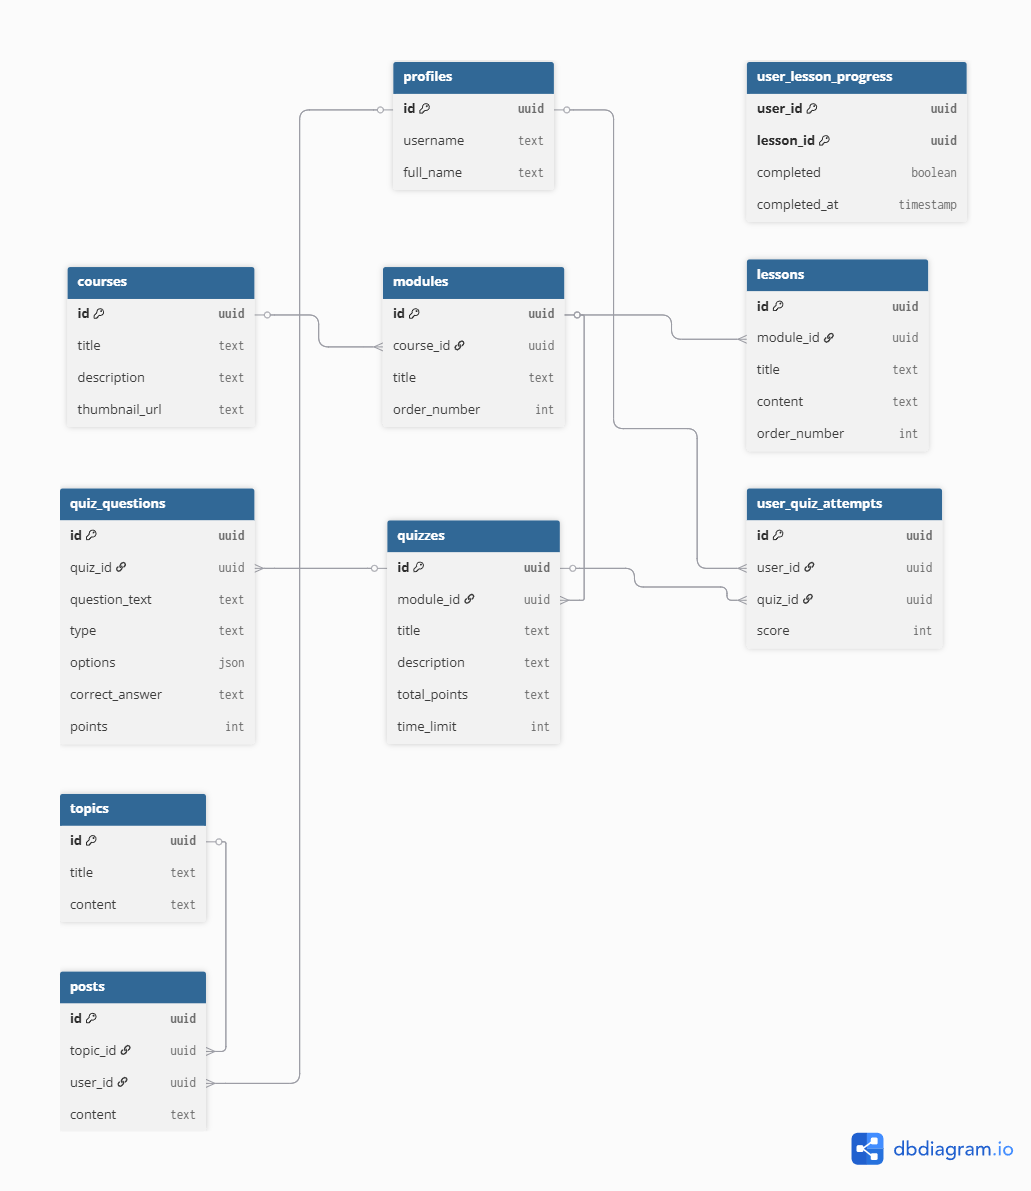 profiles
id uuid
username text
full_name text
user_lesson_progress
user_id uuid
lesson_id uuid
completed boolean
completed_at timestamp
courses
id uuid
title text
description text
thumbnail_url text
modules
id uuid
course_id uuid
title text
order_number int
lessons
id uuid
module_id uuid
title text
content text
order_number int
quiz_questions
id uuid
quiz_id uuid
question_text text
type text
options json
correct_answer text
points int
quizzes
id uuid
module_id uuid
title text
description text
total_points text
time_limit int
user_quiz_attempts
id uuid
user_id uuid
quiz_id uuid
score int
topics
id uuid
title text
content text
posts
id uuid
topic_id uuid
user_id uuid
content text
dbdiagram.io